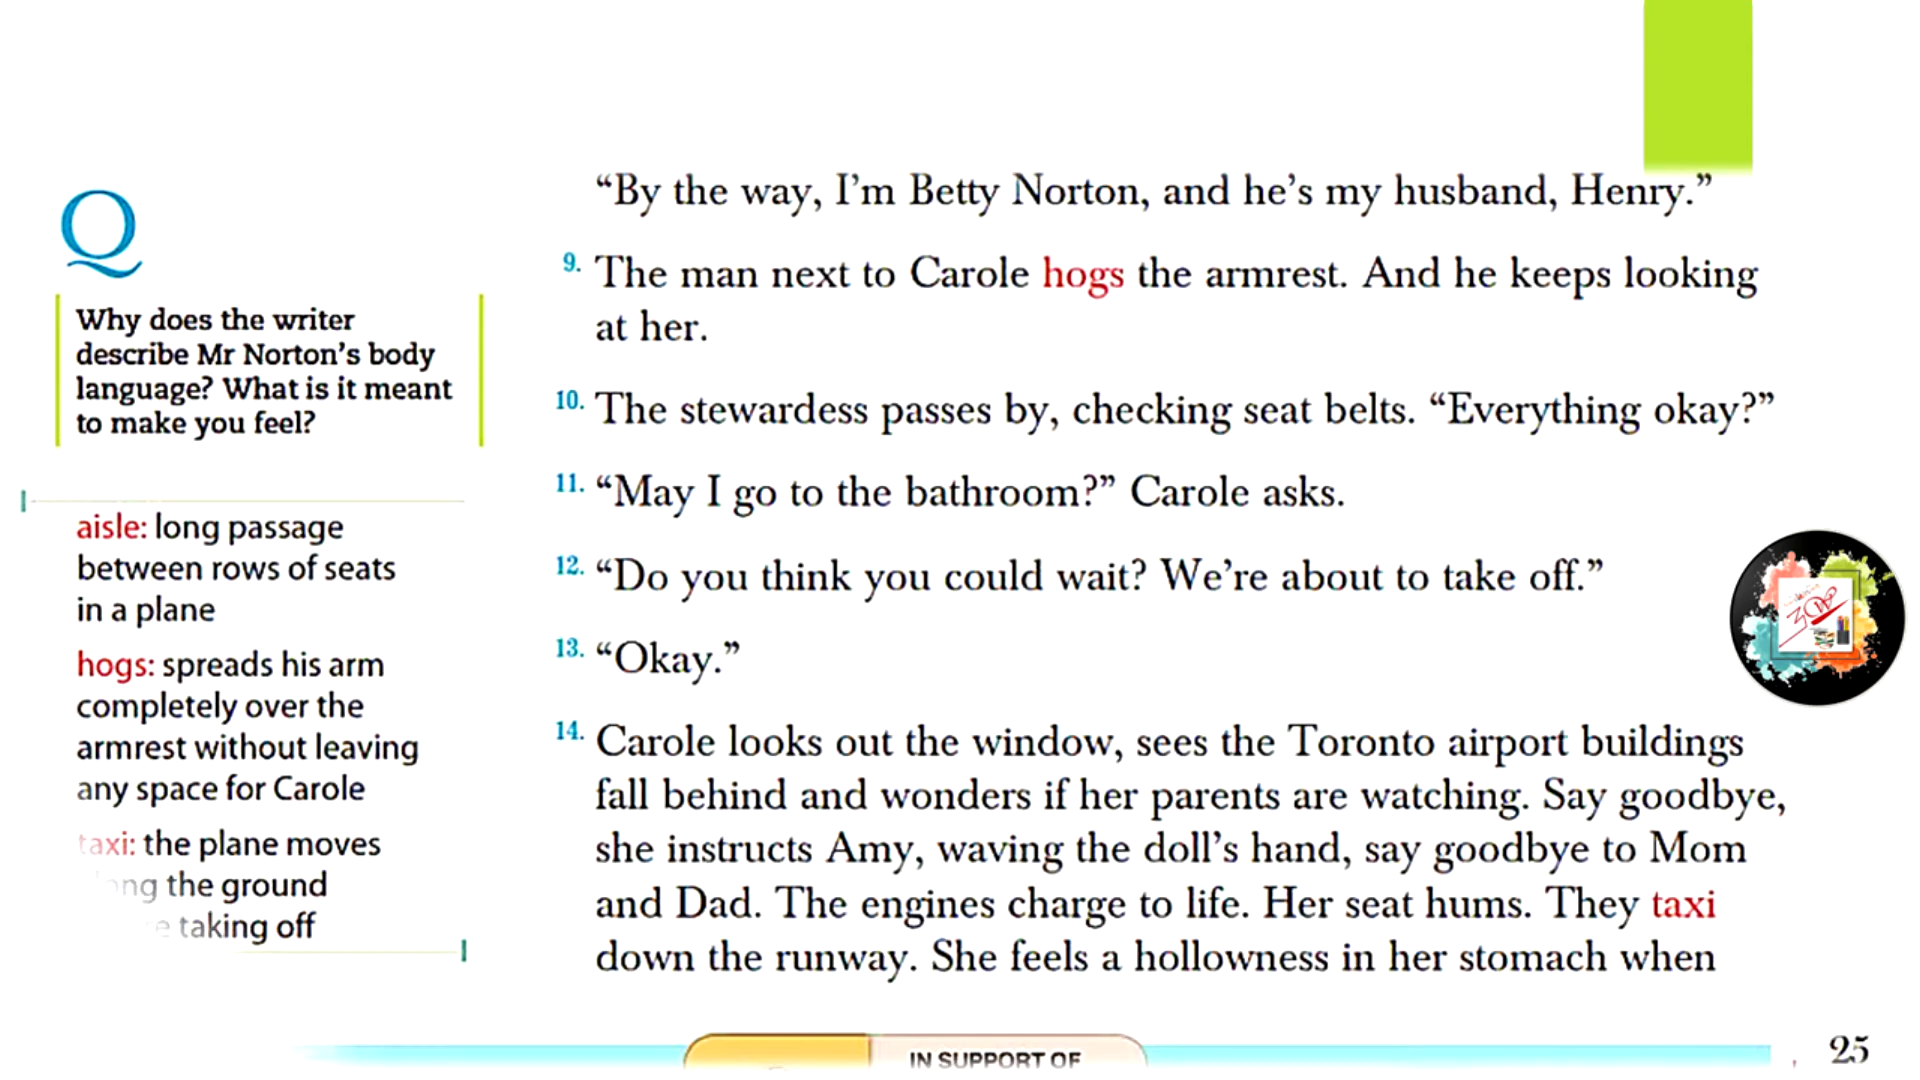 “By the way, I’m Betty Norton, and he’s my husband, Henry.”
9. The man next to Carole hogs the armrest. And he keeps looking
at her.
10. The stewardess passes by, checking seat belts. “Everything okay?”
11. “May I go to the bathroom?” Carole asks.
12. “Do you think you could wait? We’re about to take off.”
13. “Okay.”
14. Carole looks out the window, sees the Toronto airport buildings
fall behind and wonders if her parents are watching. Say goodbye,
she instructs Amy, waving the doll’s hand, say goodbye to Mom
and Dad. The engines charge to life. Her seat hums. They taxi
down the runway. She feels a hollowness in her stomach when
Q
Why does the writer
describe Mr Norton’s body
language? What is it meant
to make you feel?
aisle: long passage
between rows of seats
in a plane
hogs: spreads his arm
completely over the
armrest without leaving
any space for Carole
taxi: the plane moves
the ground
taking off
IN SUPPORT OF
25